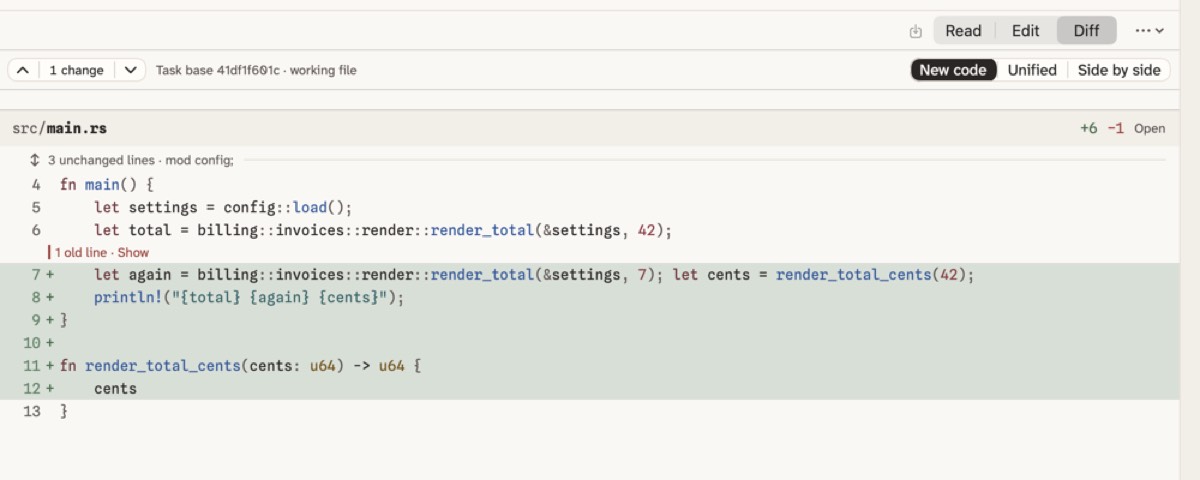 Read Edit Diff ···
1 change Task base 41df1f601c · working file New code Unified Side by side
src/main.rs +6 −1 Open
3 unchanged lines · mod config;
4 fn main() {
5     let settings = config::load();
6     let total = billing::invoices::render::render_total(&settings, 42);
1 old line · Show
7 +     let again = billing::invoices::render::render_total(&settings, 7); let cents = render_total_cents(42);
8 +     println!("{total} {again} {cents}");
9 + }
10 +
11 + fn render_total_cents(cents: u64) -> u64 {
12 +     cents
13 }